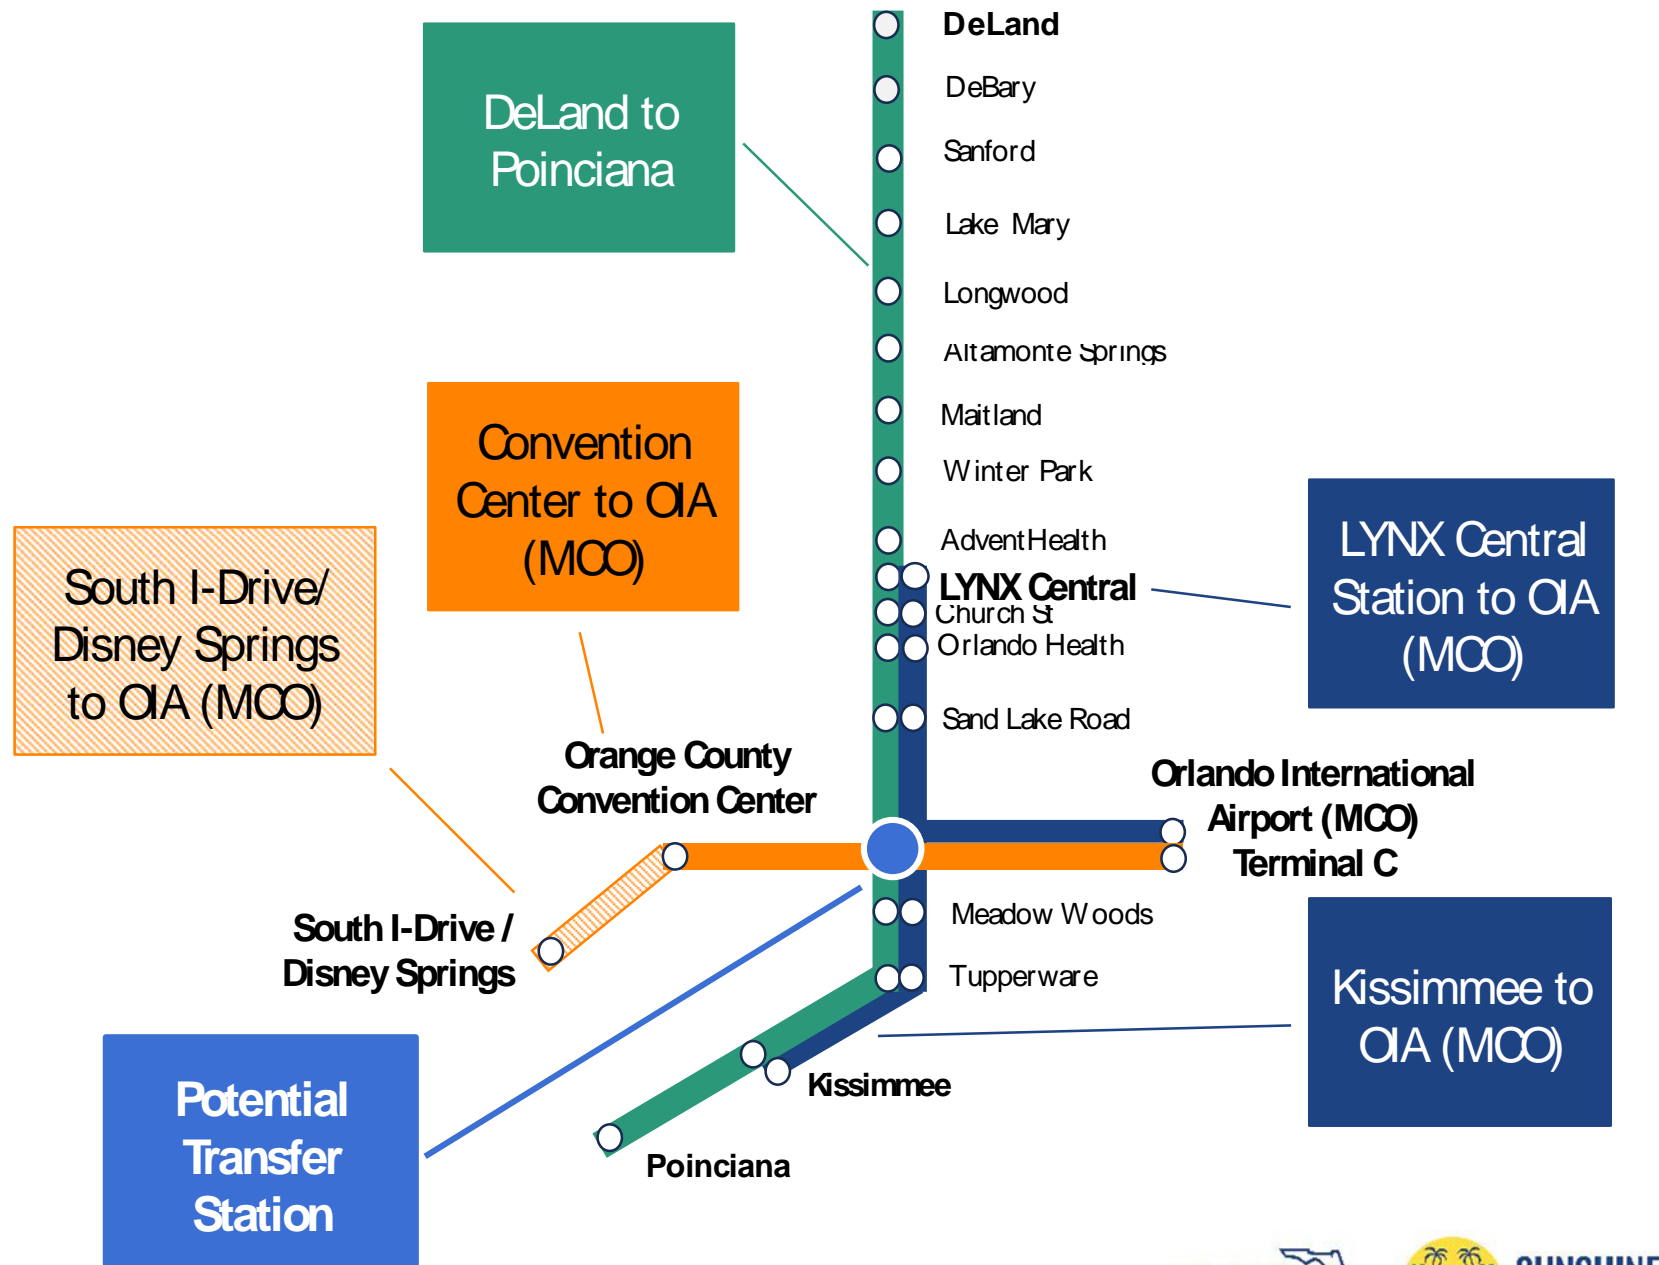 DeLand
DeBary
Sanford
Lake Mary
Longwood
Altamonte Springs
Maitland
Winter Park
AdventHealth
LYNX Central
Church St
Orlando Health
Sand Lake Road
Meadow Woods
Tupperware
Kissimmee
Poinciana
DeLand to
Poinciana
Convention
Center to OIA
(MCO)
South I-Drive/
Disney Springs
to OIA (MCO)
Orange County
Convention Center
South I-Drive /
Disney Springs
Potential
Transfer
Station
LYNX Central
Station to OIA
(MCO)
Orlando International
Airport (MCO)
Terminal C
Kissimmee to
OIA (MCO)
SUNSHINE